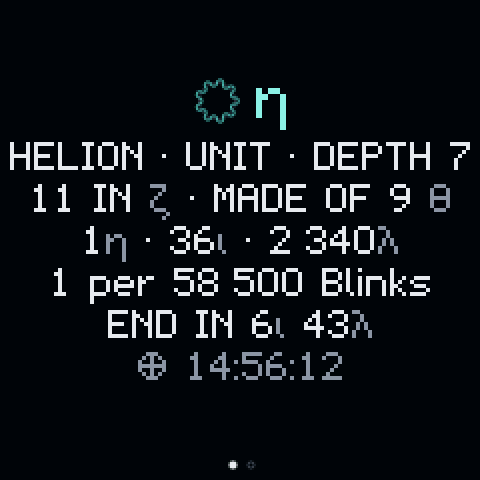 η
HELION · UNIT · DEPTH 7
11 IN ζ · MADE OF 9 θ
1η · 36ι · 2 340λ
1 per 58 500 Blinks
END IN 6ι 43λ
⊕ 14:56:12